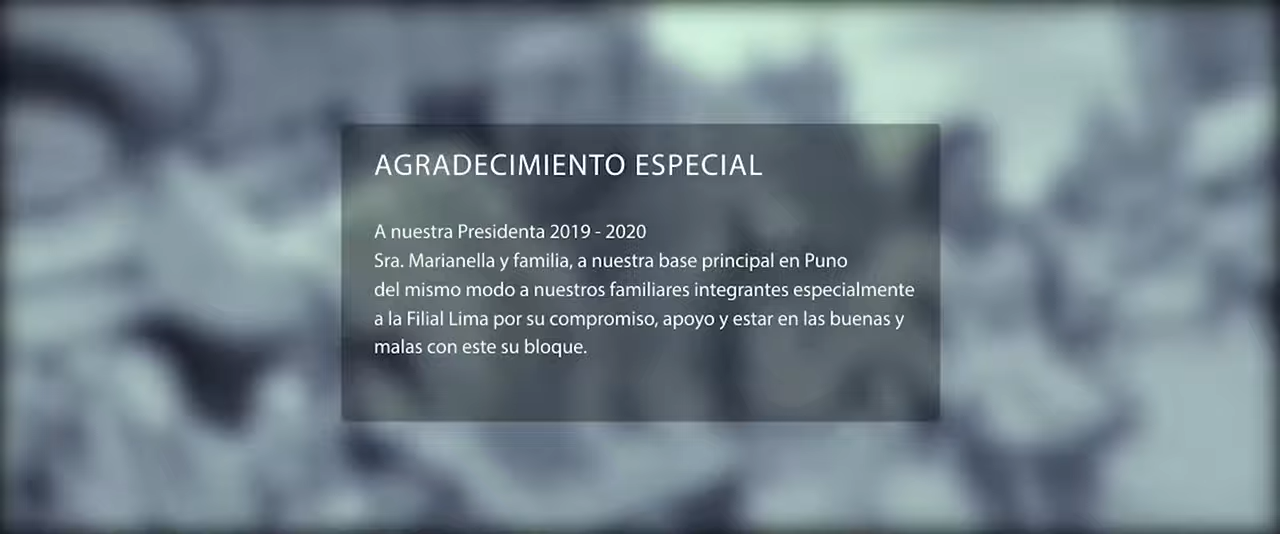 AGRADECIMIENTO ESPECIAL
A nuestra Presidenta 2019 - 2020
Sra. Marianella y familia, a nuestra base principal en Puno
del mismo modo a nuestros familiares integrantes especialmente
a la Filial Lima por su compromiso, apoyo y estar en las buenas y
malas con este su bloque.